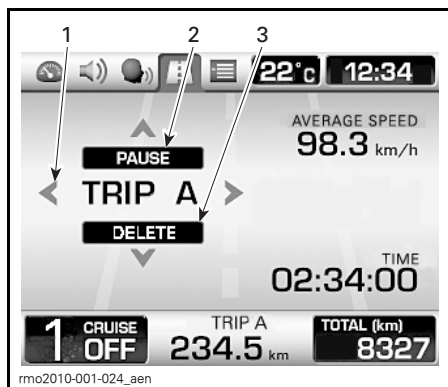 1 2 3
22°c 12:34
AVERAGE SPEED
98.3 km/h
PAUSE
TRIP A
DELETE
TIME
02:34:00
1 CRUISE OFF
TRIP A
234.5 km
TOTAL (km)
8327
rmo2010-001-024_aen